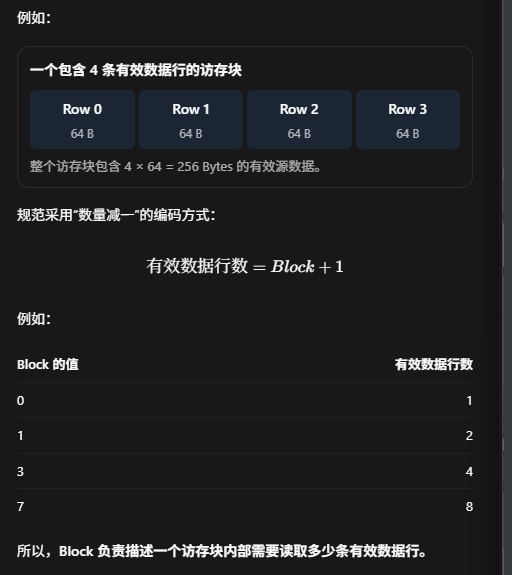 例如：
一个包含 4 条有效数据行的访存块
Row 0 Row 1 Row 2 Row 3
64 B 64 B 64 B 64 B
整个访存块包含 4 × 64 = 256 Bytes 的有效源数据。
规范采用“数量减一”的编码方式：
有效数据行数 = Block + 1
例如：
Block 的值 有效数据行数
0 1
1 2
3 4
7 8
所以，Block 负责描述一个访存块内部需要读取多少条有效数据行。